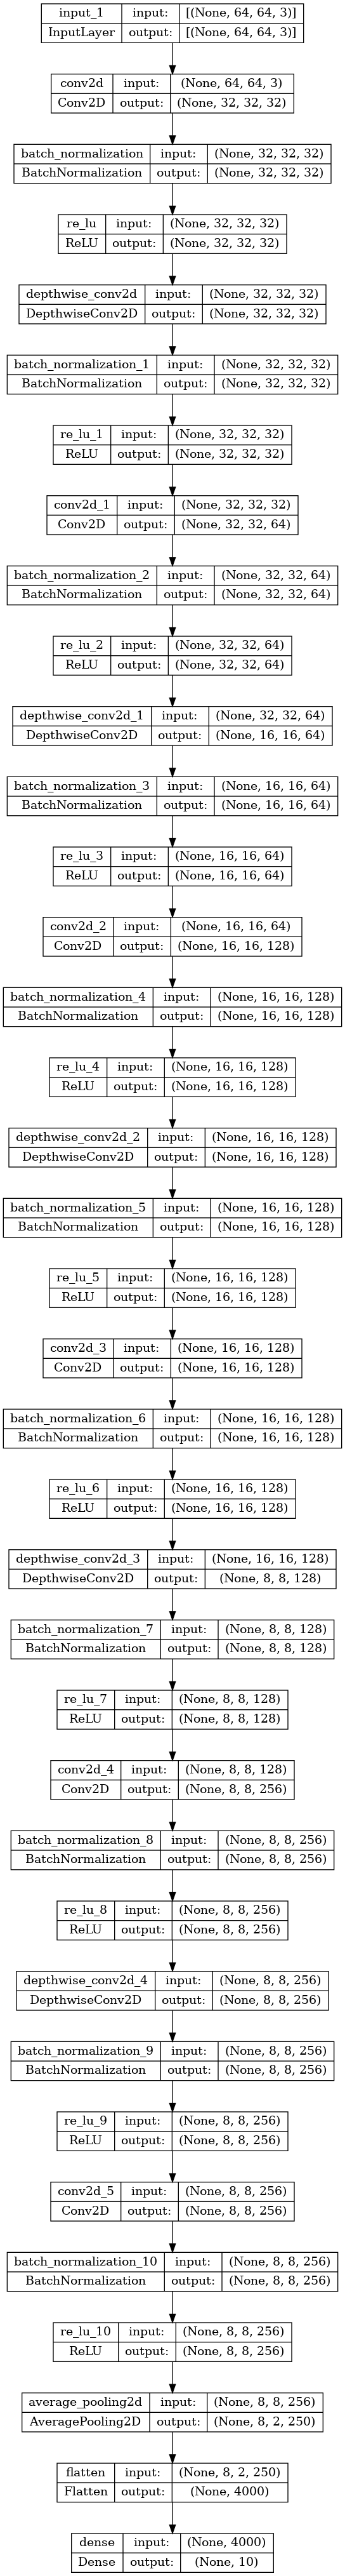 input_1 input: [(None, 64, 64, 3)]
InputLayer output: [(None, 64, 64, 3)]
conv2d input: (None, 64, 64, 3)
Conv2D output: (None, 32, 32, 32)
batch_normalization input: (None, 32, 32, 32)
BatchNormalization output: (None, 32, 32, 32)
re_lu input: (None, 32, 32, 32)
ReLU output: (None, 32, 32, 32)
depthwise_conv2d input: (None, 32, 32, 32)
DepthwiseConv2D output: (None, 32, 32, 32)
batch_normalization_1 input: (None, 32, 32, 32)
BatchNormalization output: (None, 32, 32, 32)
re_lu_1 input: (None, 32, 32, 32)
ReLU output: (None, 32, 32, 32)
conv2d_1 input: (None, 32, 32, 32)
Conv2D output: (None, 32, 32, 64)
batch_normalization_2 input: (None, 32, 32, 64)
BatchNormalization output: (None, 32, 32, 64)
re_lu_2 input: (None, 32, 32, 64)
ReLU output: (None, 32, 32, 64)
depthwise_conv2d_1 input: (None, 32, 32, 64)
DepthwiseConv2D output: (None, 16, 16, 64)
batch_normalization_3 input: (None, 16, 16, 64)
BatchNormalization output: (None, 16, 16, 64)
re_lu_3 input: (None, 16, 16, 64)
ReLU output: (None, 16, 16, 64)
conv2d_2 input: (None, 16, 16, 64)
Conv2D output: (None, 16, 16, 128)
batch_normalization_4 input: (None, 16, 16, 128)
BatchNormalization output: (None, 16, 16, 128)
re_lu_4 input: (None, 16, 16, 128)
ReLU output: (None, 16, 16, 128)
depthwise_conv2d_2 input: (None, 16, 16, 128)
DepthwiseConv2D output: (None, 16, 16, 128)
batch_normalization_5 input: (None, 16, 16, 128)
BatchNormalization output: (None, 16, 16, 128)
re_lu_5 input: (None, 16, 16, 128)
ReLU output: (None, 16, 16, 128)
conv2d_3 input: (None, 16, 16, 128)
Conv2D output: (None, 16, 16, 128)
batch_normalization_6 input: (None, 16, 16, 128)
BatchNormalization output: (None, 16, 16, 128)
re_lu_6 input: (None, 16, 16, 128)
ReLU output: (None, 16, 16, 128)
depthwise_conv2d_3 input: (None, 16, 16, 128)
DepthwiseConv2D output: (None, 8, 8, 128)
batch_normalization_7 input: (None, 8, 8, 128)
BatchNormalization output: (None, 8, 8, 128)
re_lu_7 input: (None, 8, 8, 128)
ReLU output: (None, 8, 8, 128)
conv2d_4 input: (None, 8, 8, 128)
Conv2D output: (None, 8, 8, 256)
batch_normalization_8 input: (None, 8, 8, 256)
BatchNormalization output: (None, 8, 8, 256)
re_lu_8 input: (None, 8, 8, 256)
ReLU output: (None, 8, 8, 256)
depthwise_conv2d_4 input: (None, 8, 8, 256)
DepthwiseConv2D output: (None, 8, 8, 256)
batch_normalization_9 input: (None, 8, 8, 256)
BatchNormalization output: (None, 8, 8, 256)
re_lu_9 input: (None, 8, 8, 256)
ReLU output: (None, 8, 8, 256)
conv2d_5 input: (None, 8, 8, 256)
Conv2D output: (None, 8, 8, 256)
batch_normalization_10 input: (None, 8, 8, 256)
BatchNormalization output: (None, 8, 8, 256)
re_lu_10 input: (None, 8, 8, 256)
ReLU output: (None, 8, 8, 256)
average_pooling2d input: (None, 8, 8, 256)
AveragePooling2D output: (None, 8, 2, 250)
flatten input: (None, 8, 2, 250)
Flatten output: (None, 4000)
dense input: (None, 4000)
Dense output: (None, 10)